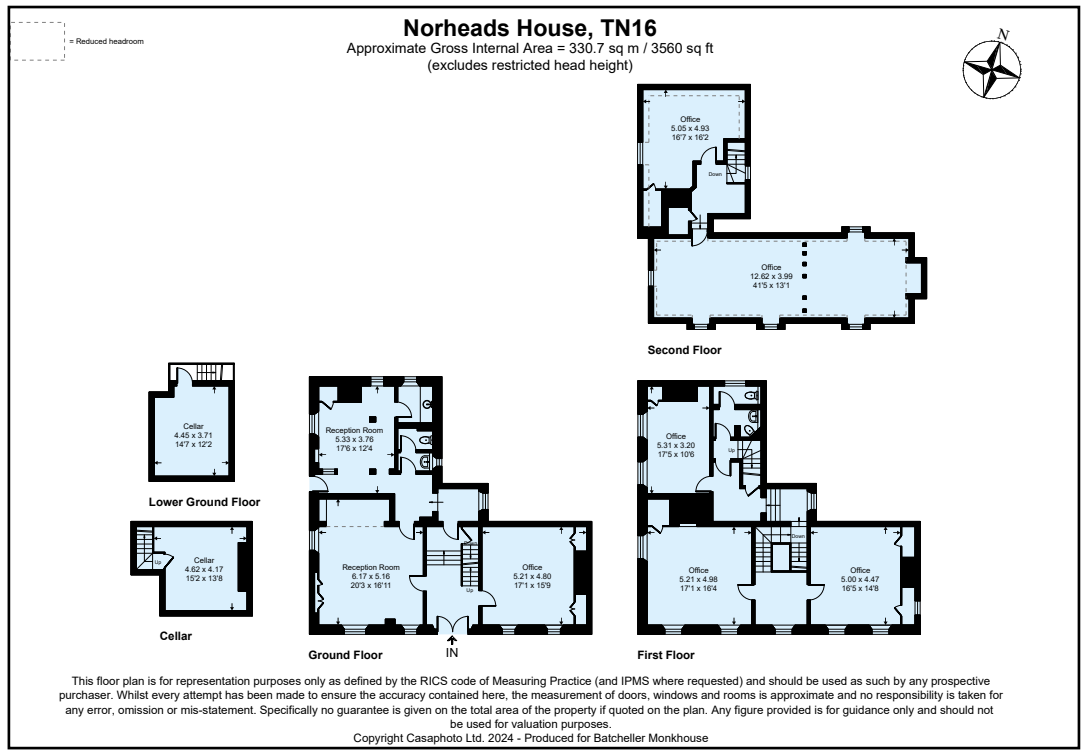 Norheads House, TN16
Approximate Gross Internal Area = 330.7 sq m / 3560 sq ft
(excludes restricted head height)
= Reduced headroom
N
Office
5.05 x 4.93
16'7 x 16'2
Down
Office
12.62 x 3.99
41'5 x 13'1
Second Floor
Cellar
4.45 x 3.71
14'7 x 12'2
Lower Ground Floor
Up
Cellar
4.62 x 4.17
15'2 x 13'8
Cellar
Reception Room
5.33 x 3.76
17'6 x 12'4
Reception Room
6.17 x 5.16
20'3 x 16'11
Up
Office
5.21 x 4.80
17'1 x 15'9
IN
Ground Floor
Office
5.31 x 3.20
17'5 x 10'6
Up
Down
Office
5.21 x 4.98
17'1 x 16'4
Office
5.00 x 4.47
16'5 x 14'8
First Floor
This floor plan is for representation purposes only as defined by the RICS code of Measuring Practice (and IPMS where requested) and should be used as such by any prospective
purchaser. Whilst every attempt has been made to ensure the accuracy contained here, the measurement of doors, windows and rooms is approximate and no responsibility is taken for
any error, omission or mis-statement. Specifically no guarantee is given on the total area of the property if quoted on the plan. Any figure provided is for guidance only and should not
be used for valuation purposes.
Copyright Casaphoto Ltd. 2024 - Produced for Batcheller Monkhouse